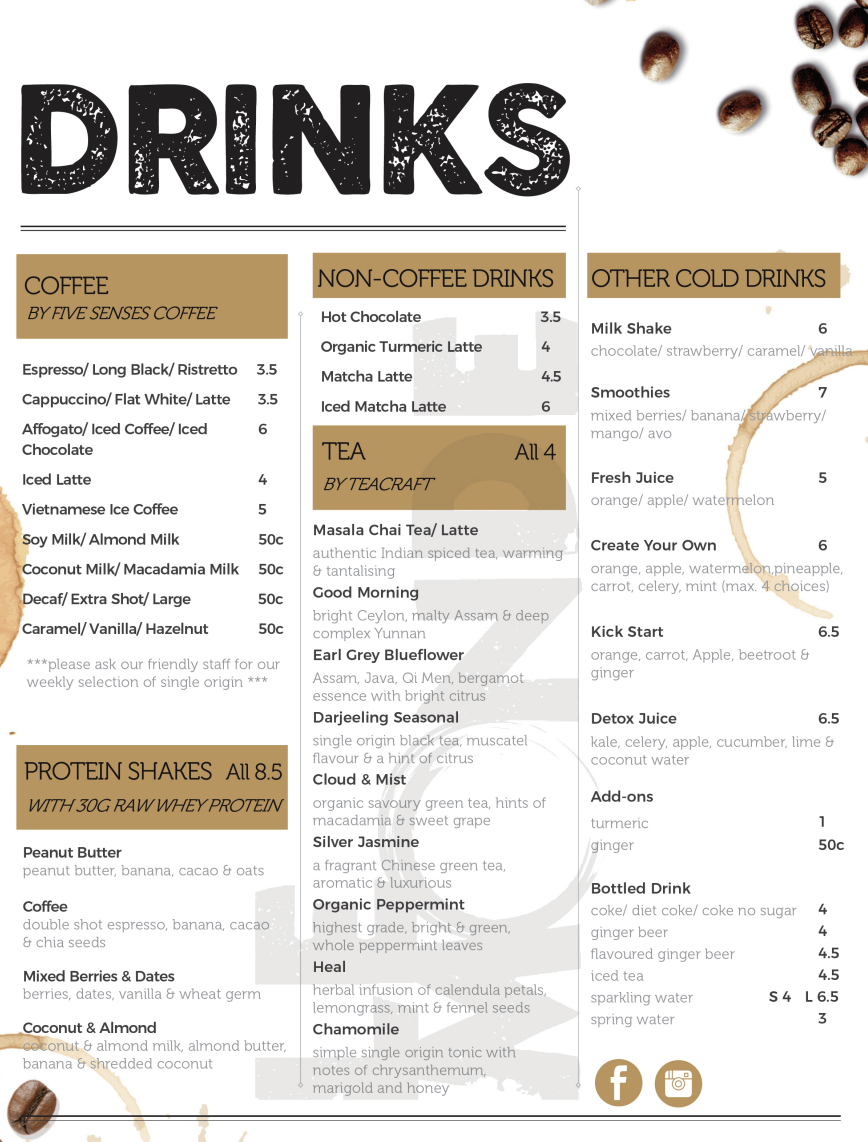 DRINKS
COFFEE
BY FIVE SENSES COFFEE
Espresso/ Long Black/ Ristretto 3.5
Cappuccino/ Flat White/ Latte 3.5
Affogato/ Iced Coffee/ Iced 6
Chocolate
Iced Latte 4
Vietnamese Ice Coffee 5
Soy Milk/ Almond Milk 50c
Coconut Milk/ Macadamia Milk 50c
Decaf/ Extra Shot/ Large 50c
Caramel/ Vanilla/ Hazelnut 50c
***please ask our friendly staff for our
weekly selection of single origin ***
PROTEIN SHAKES All 8.5
WITH 30G RAW WHEY PROTEIN
Peanut Butter
peanut butter, banana, cacao & oats
Coffee
double shot espresso, banana, cacao
& chia seeds
Mixed Berries & Dates
berries, dates, vanilla & wheat germ
Coconut & Almond
coconut & almond milk, almond butter,
banana & shredded coconut
NON-COFFEE DRINKS
Hot Chocolate 3.5
Organic Turmeric Latte 4
Matcha Latte 4.5
Iced Matcha Latte 6
TEA All 4
BY TEACRAFT
Masala Chai Tea/ Latte
authentic Indian spiced tea, warming
& tantalising
Good Morning
bright Ceylon, malty Assam & deep
complex Yunnan
Earl Grey Blueflower
Assam, Java, Qi Men, bergamot
essence with bright citrus
Darjeeling Seasonal
single origin black tea, muscatel
flavour & a hint of citrus
Cloud & Mist
organic savoury green tea, hints of
macadamia & sweet grape
Silver Jasmine
a fragrant Chinese green tea,
aromatic & luxurious
Organic Peppermint
highest grade, bright & green,
whole peppermint leaves
Heal
herbal infusion of calendula petals,
lemongrass, mint & fennel seeds
Chamomile
simple single origin tonic with
notes of chrysanthemum,
marigold and honey
OTHER COLD DRINKS
Milk Shake 6
chocolate/ strawberry/ caramel/ vanilla
Smoothies 7
mixed berries/ banana/ strawberry/
mango/ avo
Fresh Juice 5
orange/ apple/ watermelon
Create Your Own 6
orange, apple, watermelon,pineapple,
carrot, celery, mint (max. 4 choices)
Kick Start 6.5
orange, carrot, Apple, beetroot &
ginger
Detox Juice 6.5
kale, celery, apple, cucumber, lime &
coconut water
Add-ons
turmeric 1
ginger 50c
Bottled Drink
coke/ diet coke/ coke no sugar 4
ginger beer 4
flavoured ginger beer 4.5
iced tea 4.5
sparkling water S 4 L 6.5
spring water 3